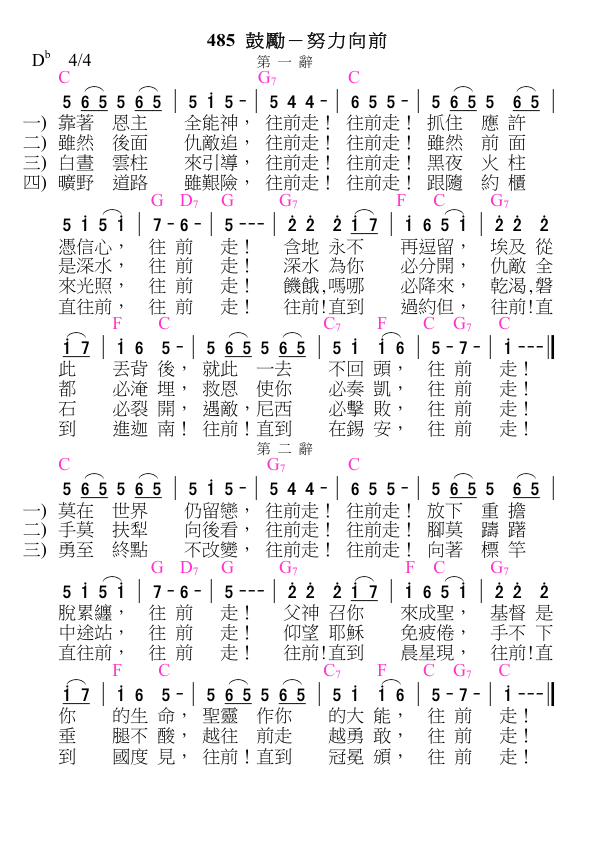 485 鼓勵－努力向前
D♭ 4/4
第一辭
C G7 C
5 6 5 5 6 5 | 5 i 5 - | 5 4 4 - | 6 5 5 - | 5 6 5 5 6 5 |
一) 靠著 恩主 全能神， 往前走！ 往前走！ 抓住 應 許
二) 雖然 後面 仇敵追， 往前走！ 往前走！ 雖然 前 面
三) 白晝 雲柱 來引導， 往前走！ 往前走！ 黑夜 火 柱
四) 曠野 道路 雖艱險， 往前走！ 往前走！ 跟隨 約 櫃
G D7 G G7 F C G7
5 i 5 i | 7 - 6 - | 5 - - - | 2̇ 2̇ 2̇ i 7 | i 6 5 i | 2̇ 2̇ 2̇
憑信心， 往 前 走！ 含地 永不 再逗留， 埃及 從
是深水， 往 前 走！ 深水 為你 必分開， 仇敵 全
來光照， 往 前 走！ 饑餓,嗎哪 必降來， 乾渴,磐
直往前， 往 前 走！ 往前!直到 過約但， 往前!直
F C C7 F C G7 C
i 7 | i 6 5 - | 5 6 5 5 6 5 | 5 i i 6 | 5 - 7 - | i - - - ‖
此 丟背 後， 就此 一去 不回 頭， 往 前 走！
都 必淹 埋， 救恩 使你 必奏 凱， 往 前 走！
石 必裂 開， 遇敵，尼西 必擊 敗， 往 前 走！
到 進迦 南！ 往前！直到 在錫 安， 往 前 走！
第二辭
C G7 C
5 6 5 5 6 5 | 5 i 5 - | 5 4 4 - | 6 5 5 - | 5 6 5 5 6 5 |
一) 莫在 世界 仍留戀， 往前走！ 往前走！ 放下 重 擔
二) 手莫 扶犁 向後看， 往前走！ 往前走！ 腳莫 躊 躇
三) 勇至 終點 不改變， 往前走！ 往前走！ 向著 標 竿
G D7 G G7 F C G7
5 i 5 i | 7 - 6 - | 5 - - - | 2̇ 2̇ 2̇ i 7 | i 6 5 i | 2̇ 2̇ 2̇
脫累纏， 往 前 走！ 父神 召你 來成聖， 基督 是
中途站， 往 前 走！ 仰望 耶穌 免疲倦， 手不 下
直往前， 往 前 走！ 往前!直到 晨星現， 往前!直
F C C7 F C G7 C
i 7 | i 6 5 - | 5 6 5 5 6 5 | 5 i i 6 | 5 - 7 - | i - - - ‖
你 的生 命， 聖靈 作你 的大 能， 往 前 走！
垂 腿不 酸， 越往 前走 越勇 敢， 往 前 走！
到 國度 見， 往前！直到 冠冕 頒， 往 前 走！